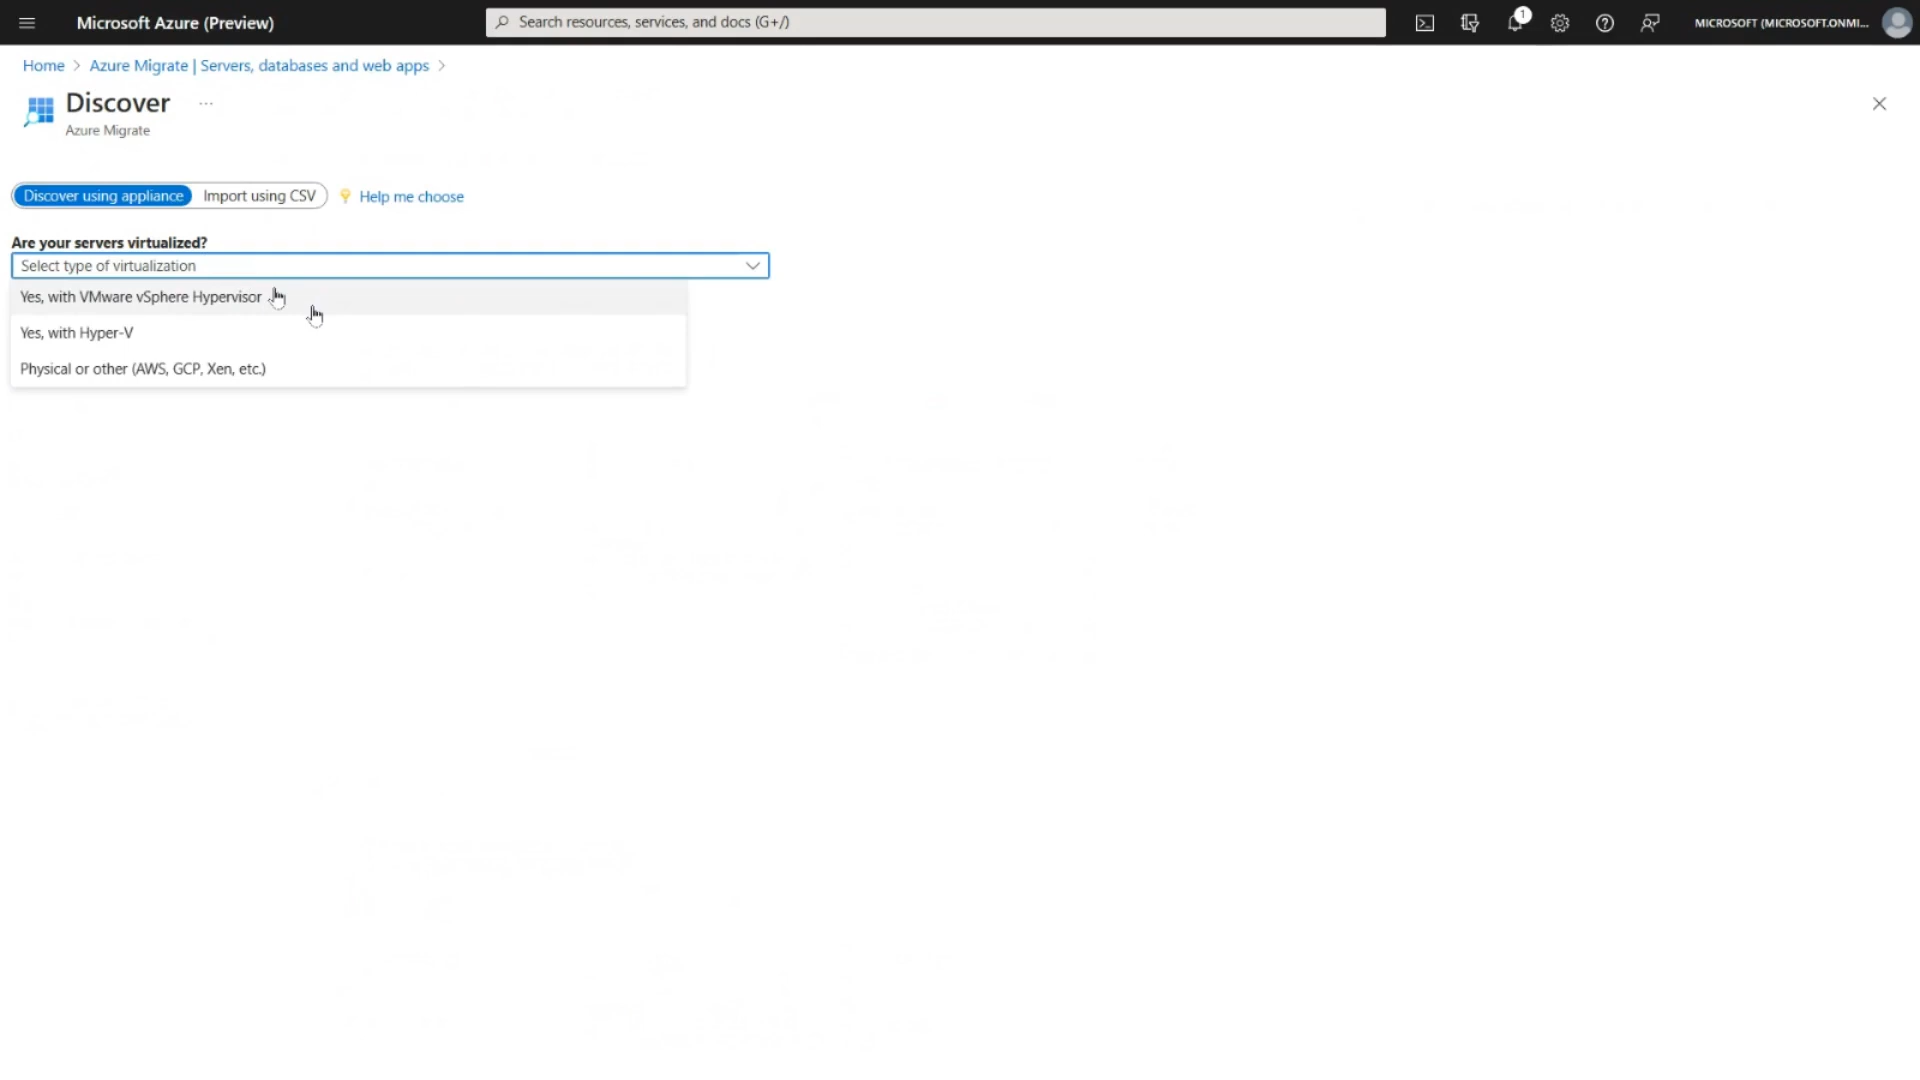 Microsoft Azure (Preview)
Search resources, services, and docs (G+/)
1
MICROSOFT (MICROSOFT.ONMI...
Home > Azure Migrate | Servers, databases and web apps >
Discover ...
Azure Migrate
Discover using appliance Import using CSV Help me choose
Are your servers virtualized?
Select type of virtualization
Yes, with VMware vSphere Hypervisor
Yes, with Hyper-V
Physical or other (AWS, GCP, Xen, etc.)